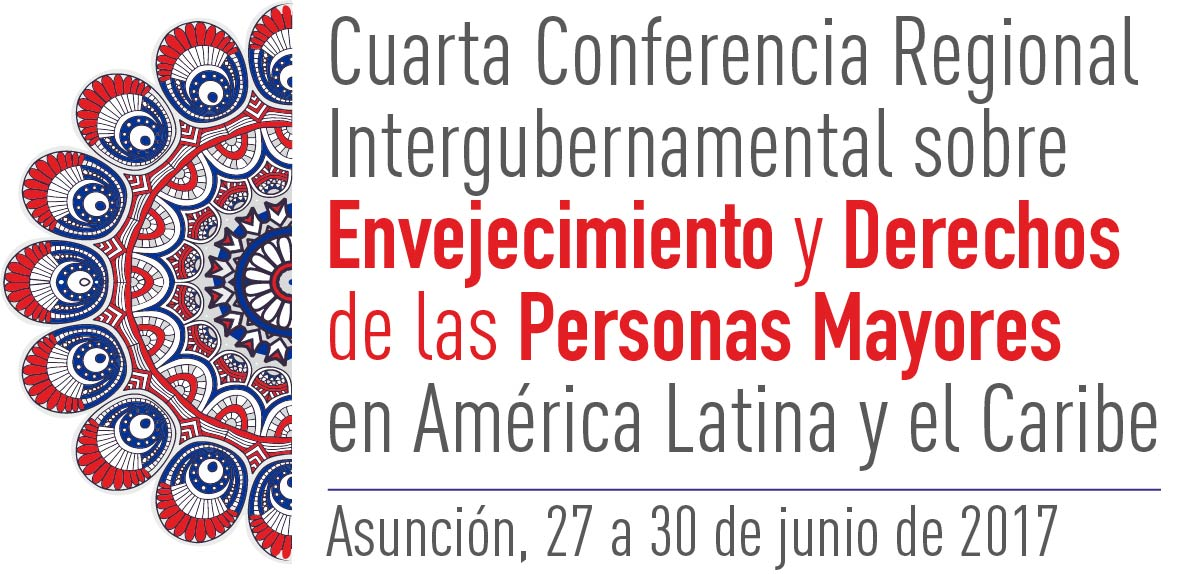 Cuarta Conferencia Regional
Intergubernamental sobre
Envejecimiento y Derechos
de las Personas Mayores
en América Latina y el Caribe
Asunción, 27 a 30 de junio de 2017